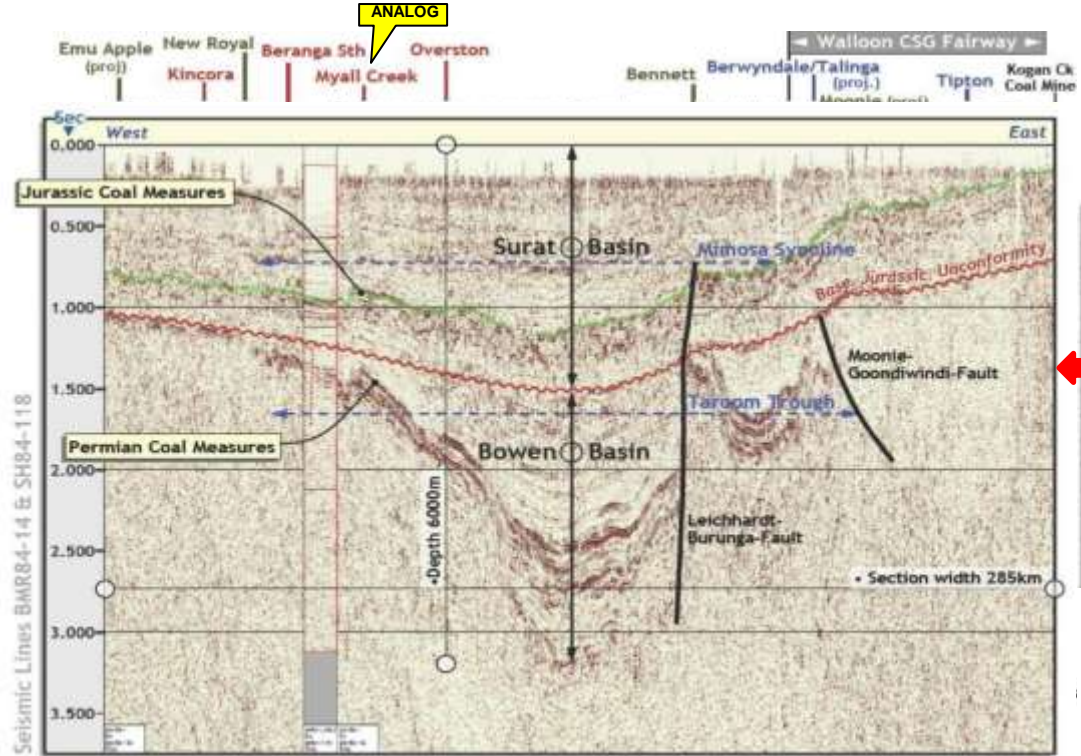 ANALOG
Emu Apple
(proj)
New Royal
Kincora
Beranga Sth
Myall Creek
Overston
Bennett
Walloon CSG Fairway
Berwyndale/Talinga
(proj.)
Moonie (proj)
Tipton
Kogan Ck
Coal Mine
Sec
West
East
0.000
0.500
1.000
1.500
2.000
2.500
3.000
3.500
Jurassic Coal Measures
Surat Basin
Mimosa Syncline
Base Jurassic Unconformity
Moonie-
Goondiwindi-Fault
Taroom Trough
Permian Coal Measures
Bowen Basin
•Depth 6000m
Leichhardt-
Burunga-Fault
• Section width 285km
Seismic Lines BMR84-14 & SH84-118